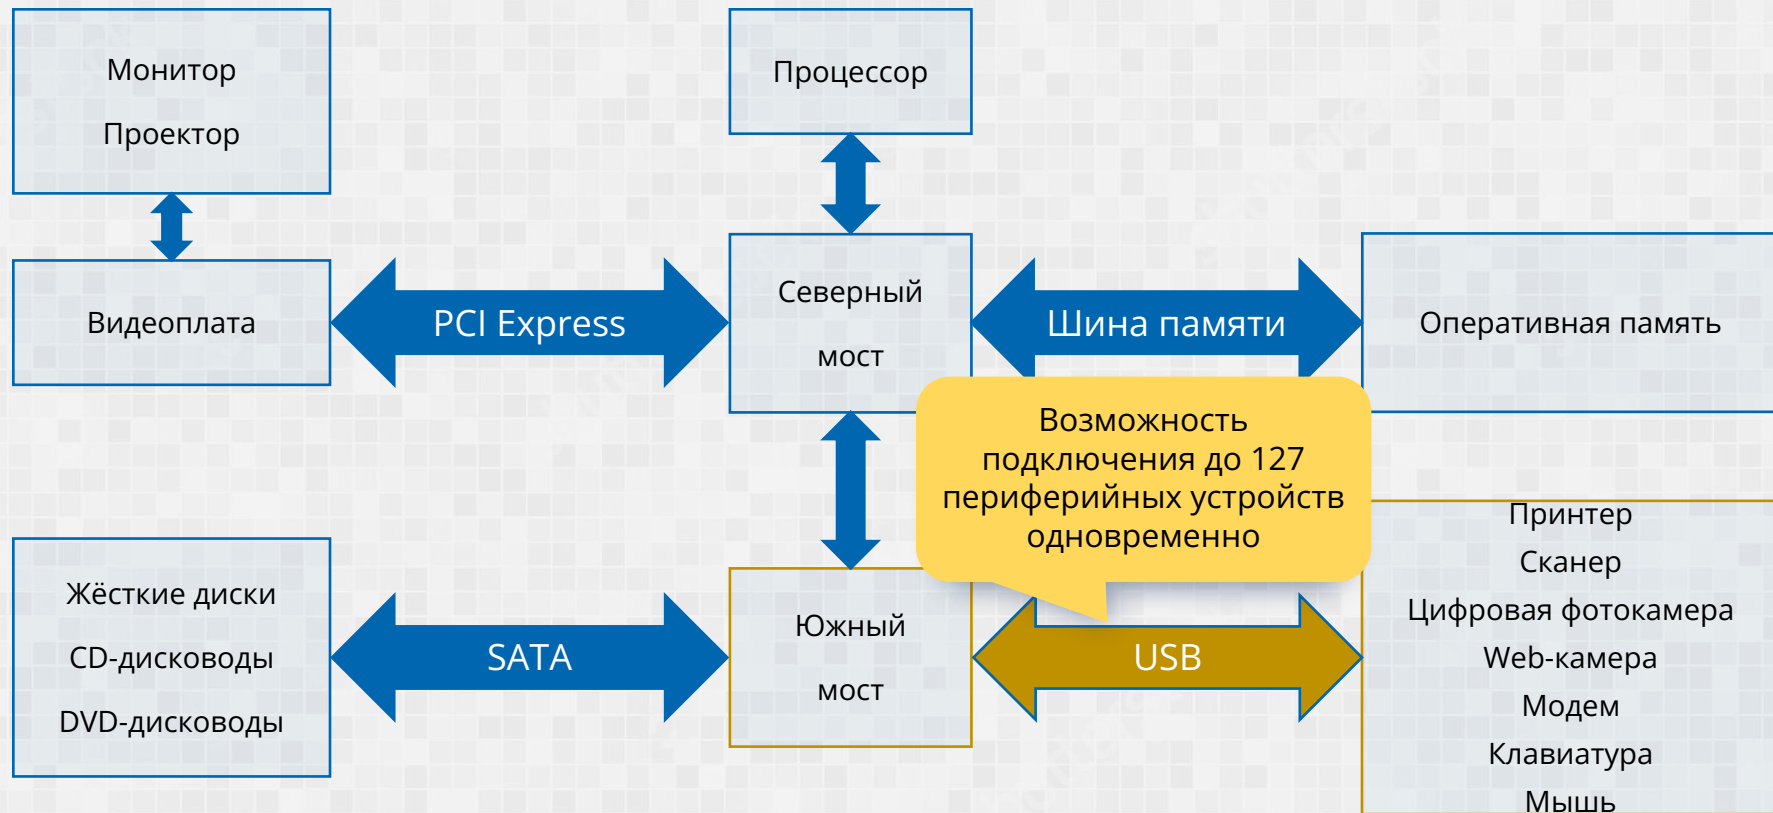 Монитор
Проектор
Процессор
Видеоплата
PCI Express
Северный
мост
Шина памяти
Оперативная память
Возможность
подключения до 127
периферийных устройств
одновременно
Жёсткие диски
CD-дисководы
DVD-дисководы
SATA
Южный
мост
USB
Принтер
Сканер
Цифровая фотокамера
Web-камера
Модем
Клавиатура
Мышь